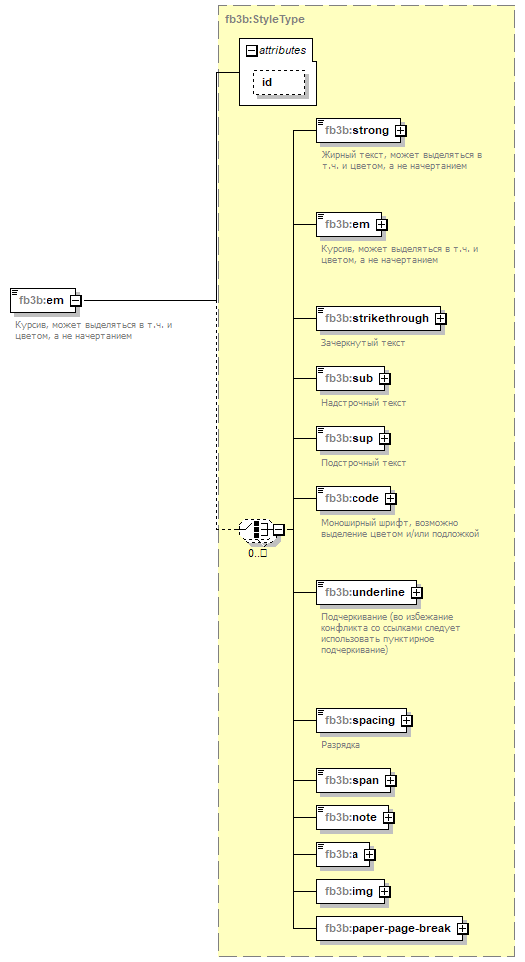 fb3b:StyleType
attributes
id
fb3b:strong
Жирный текст, может выделяться в
т.ч. и цветом, а не начертанием
fb3b:em
Курсив, может выделяться в т.ч. и
цветом, а не начертанием
fb3b:em
Курсив, может выделяться в т.ч. и
цветом, а не начертанием
fb3b:strikethrough
Зачеркнутый текст
fb3b:sub
Надстрочный текст
fb3b:sup
Подстрочный текст
fb3b:code
Моноширный шрифт, возможно
выделение цветом и/или подложкой
0..□
fb3b:underline
Подчеркивание (во избежание
конфликта со ссылками следует
использовать пунктирное
подчеркивание)
fb3b:spacing
Разрядка
fb3b:span
fb3b:note
fb3b:a
fb3b:img
fb3b:paper-page-break